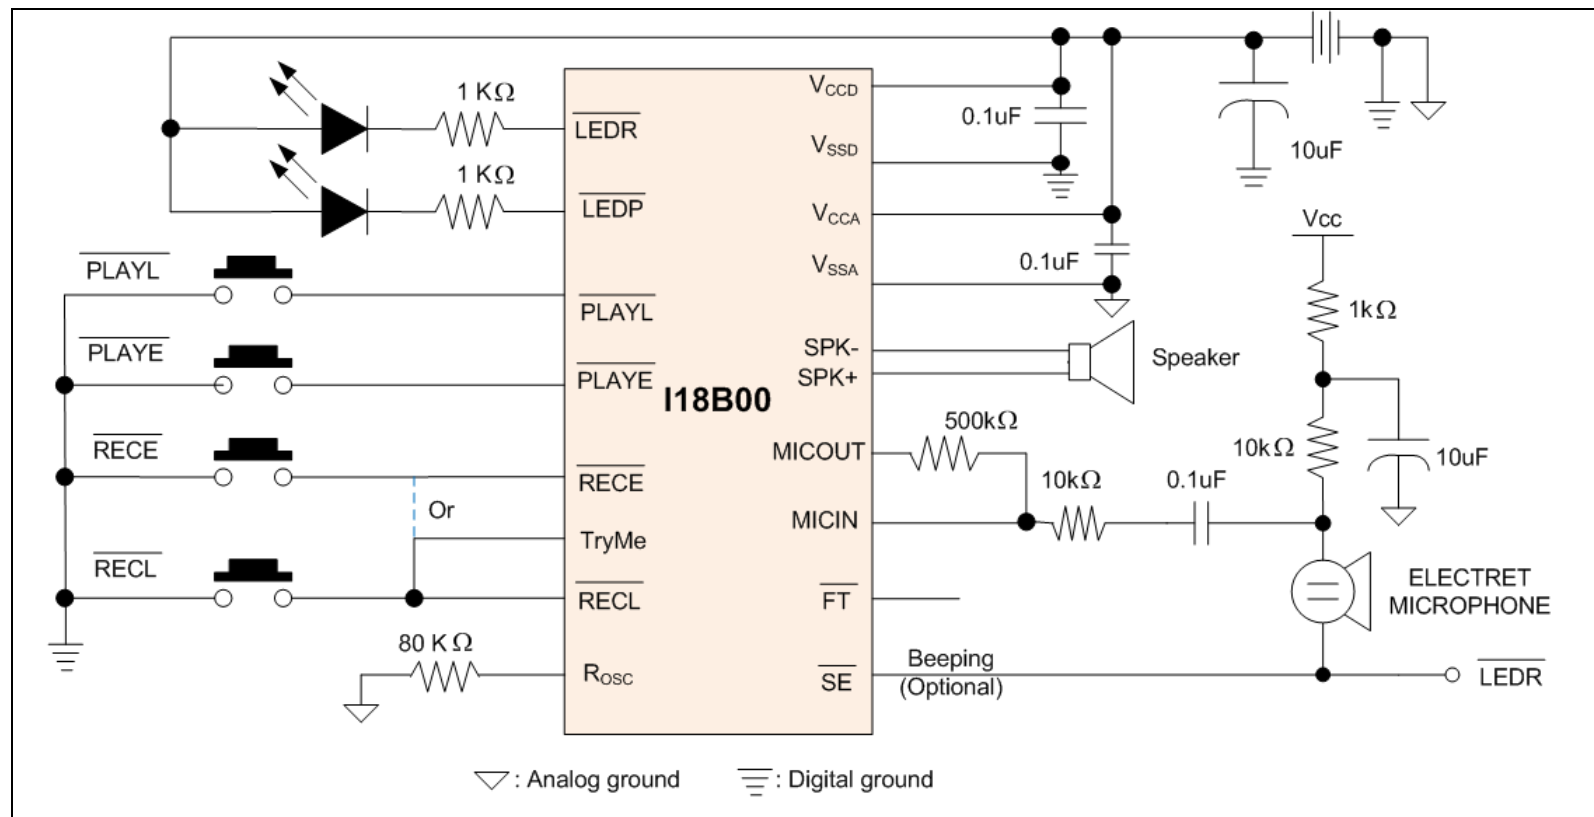 1 KΩ
LEDR
1 KΩ
LEDP
PLAYL
PLAYL
PLAYE
PLAYE
RECE
RECE
Or
TryMe
RECL
RECL
80 KΩ
ROSC
I18B00
VCCD
0.1uF
VSSD
VCCA
0.1uF
VSSA
SPK-
SPK+
Speaker
MICOUT
500kΩ
MICIN
10kΩ
0.1uF
FT
SE
Beeping
(Optional)
10uF
Vcc
1kΩ
10kΩ
10uF
ELECTRET
MICROPHONE
LEDR
: Analog ground
: Digital ground